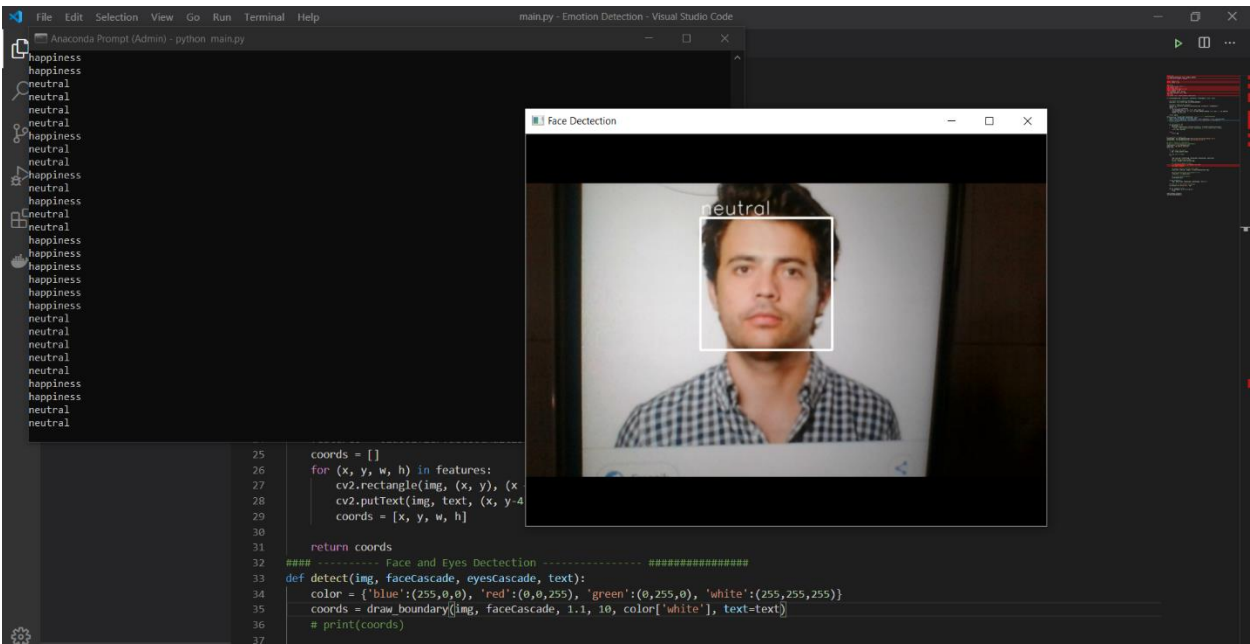 File Edit Selection View Go Run Terminal Help
main.py - Emotion Detection - Visual Studio Code
Anaconda Prompt (Admin) - python main.py
happiness
happiness
neutral
neutral
neutral
neutral
happiness
neutral
neutral
happiness
neutral
happiness
neutral
neutral
happiness
happiness
happiness
happiness
happiness
happiness
neutral
neutral
neutral
neutral
neutral
happiness
happiness
neutral
neutral
Face Dectection
neutral
25 coords = []
26 for (x, y, w, h) in features:
27 cv2.rectangle(img, (x, y), (x
28 cv2.putText(img, text, (x, y-4
29 coords = [x, y, w, h]
30
31 return coords
32 #### ---------- Face and Eyes Dectection ---------------- ################
33 def detect(img, faceCascade, eyesCascade, text):
34 color = {'blue':(255,0,0), 'red':(0,0,255), 'green':(0,255,0), 'white':(255,255,255)}
35 coords = draw_boundary(img, faceCascade, 1.1, 10, color['white'], text=text)
36 # print(coords)
37